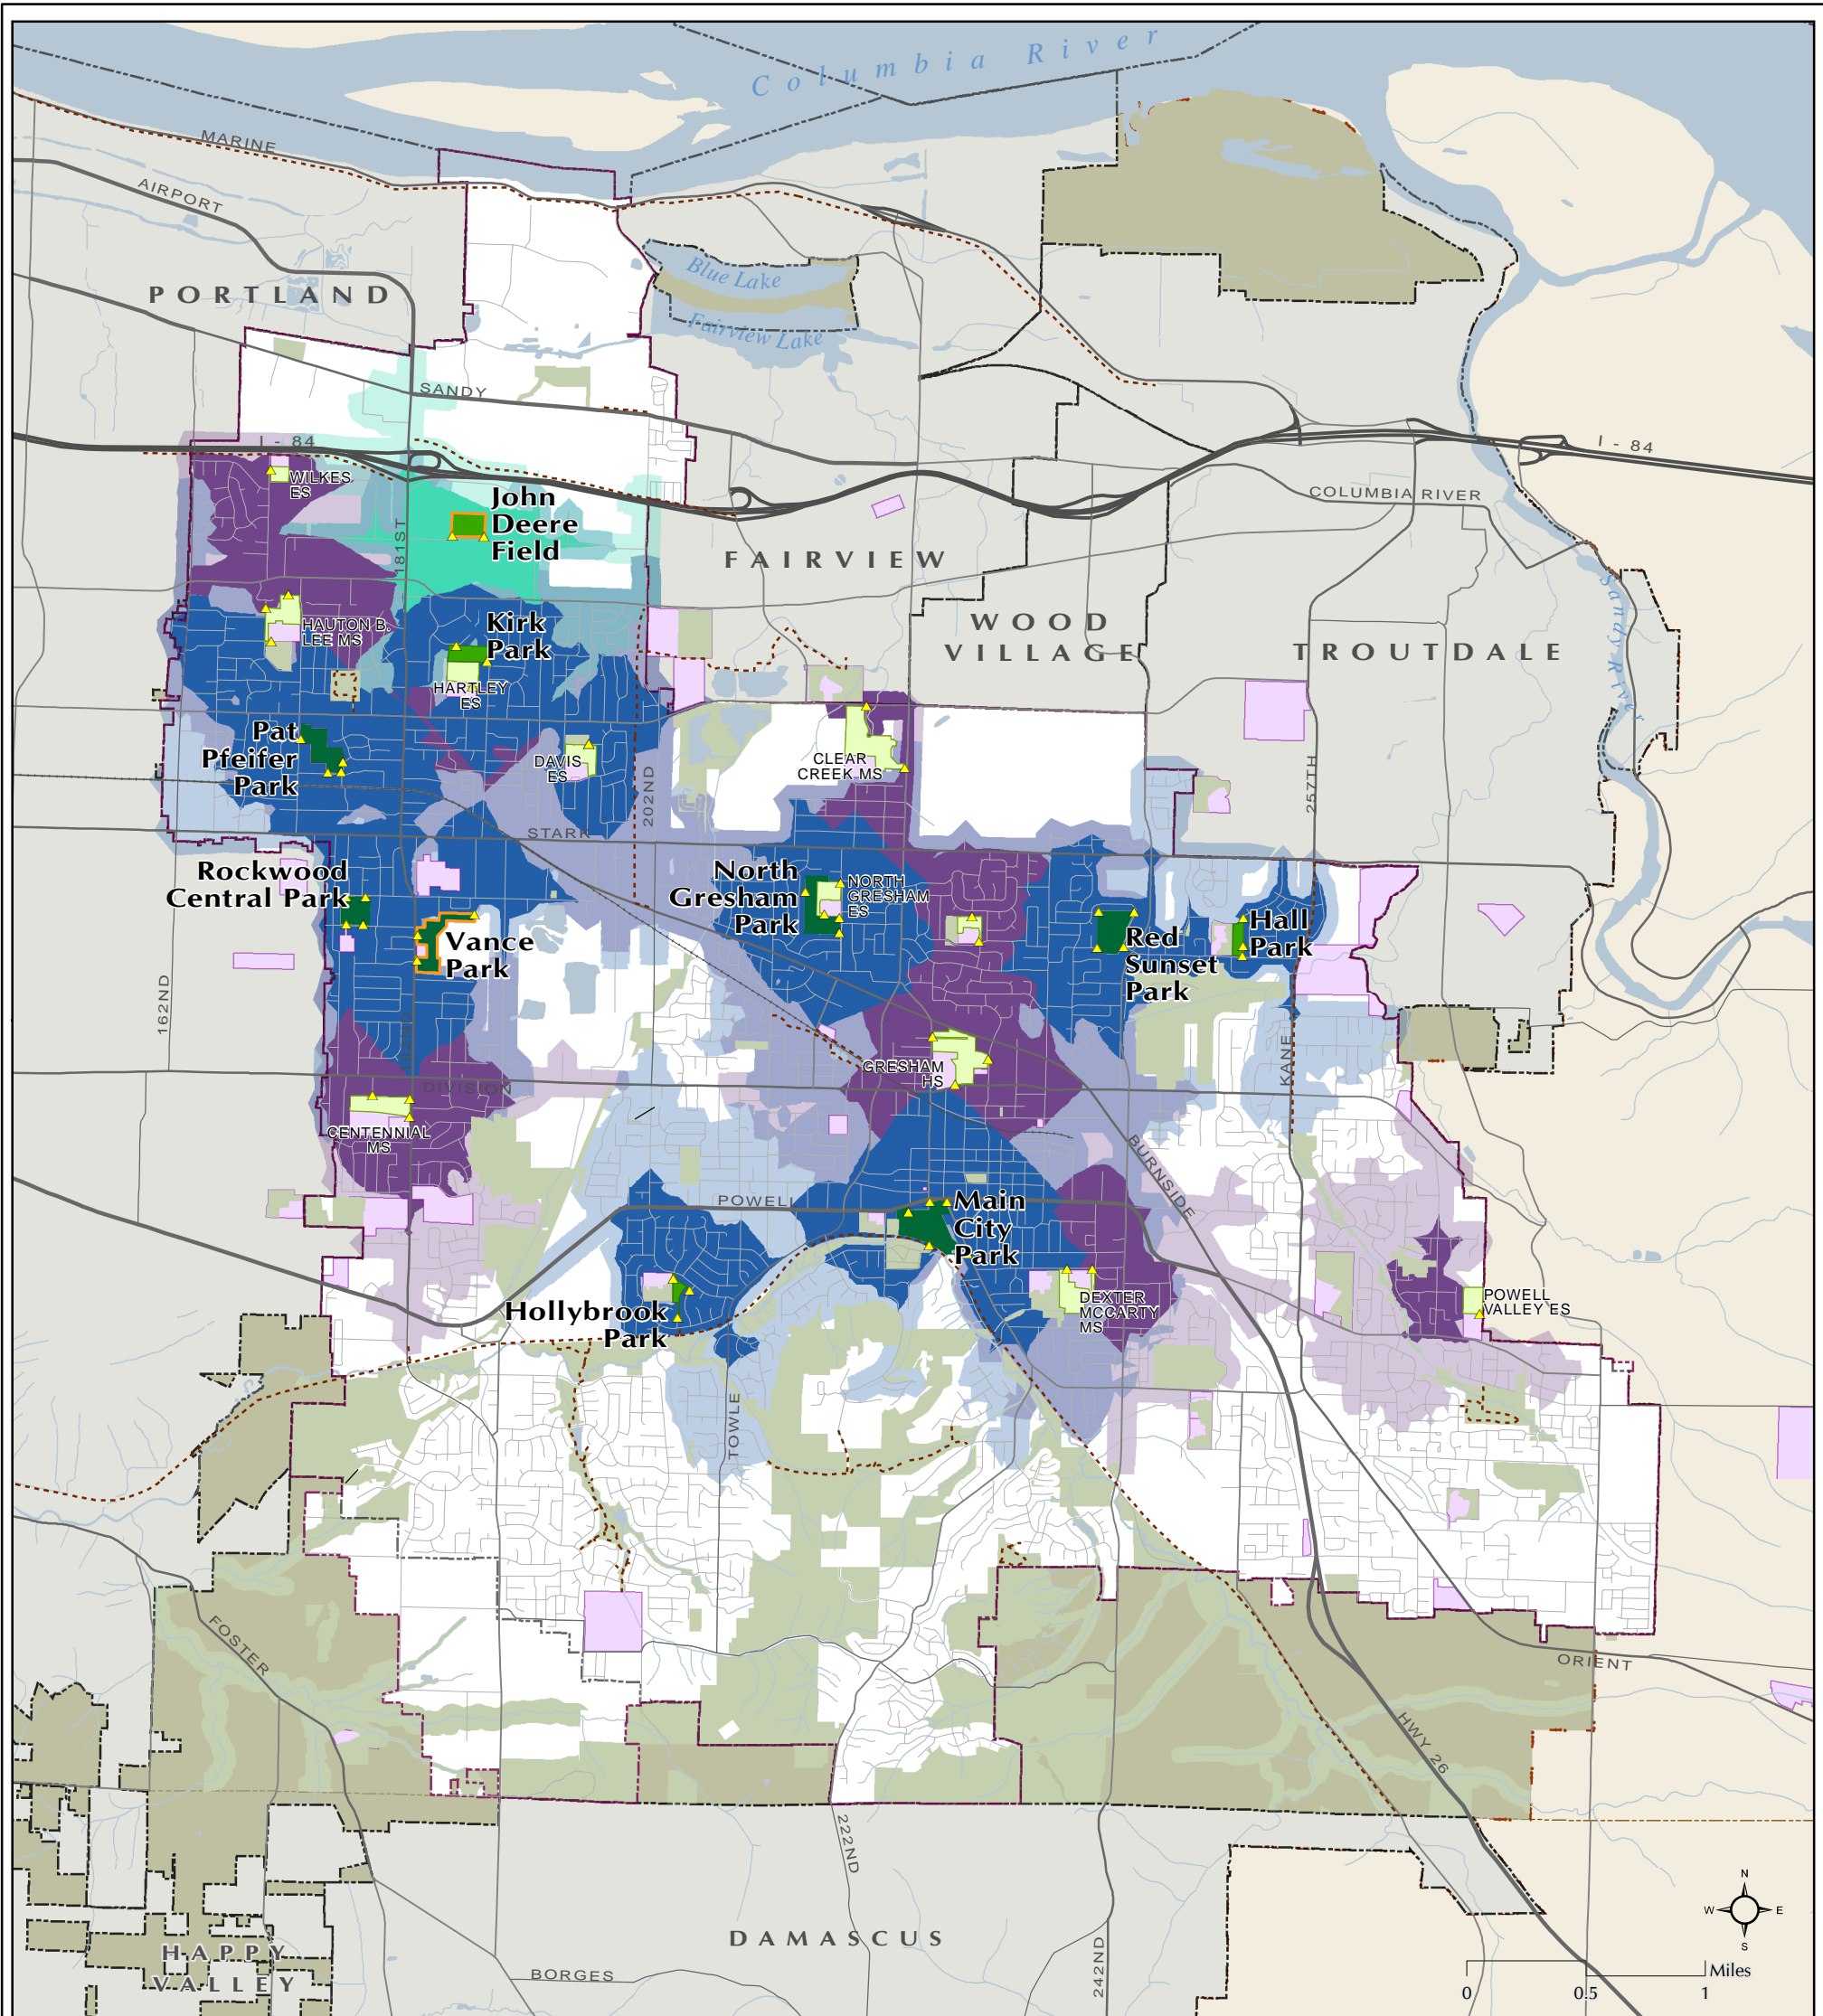 Columbia River
MARINE
AIRPORT
PORTLAND
Blue Lake
Fairview Lake
SANDY
I - 84
I - 84
WILKES
ES
John
Deere
Field
181ST
COLUMBIA RIVER
FAIRVIEW
WOOD
VILLAGE
TROUTDALE
Sandy River
HAUTON B.
LEE MS
Kirk
Park
HARTLEY
ES
Pat
Pfeifer
Park
DAVIS
ES
CLEAR
CREEK MS
202ND
257TH
STARK
Rockwood
Central Park
Vance
Park
North
Gresham
Park
NORTH
GRESHAM
ES
Red
Sunset
Park
Hall
Park
162ND
KANE
GRESHAM
HS
DIVISION
CENTENNIAL
MS
BURNSIDE
POWELL
Main
City
Park
Hollybrook
Park
DEXTER
MCCARTY
MS
POWELL
VALLEY ES
TOWLE
FOSTER
ORIENT
HWY 26
222ND
242ND
DAMASCUS
HAPPY
VALLEY
BORGES
N
W
E
S
Miles
0
0.5
1